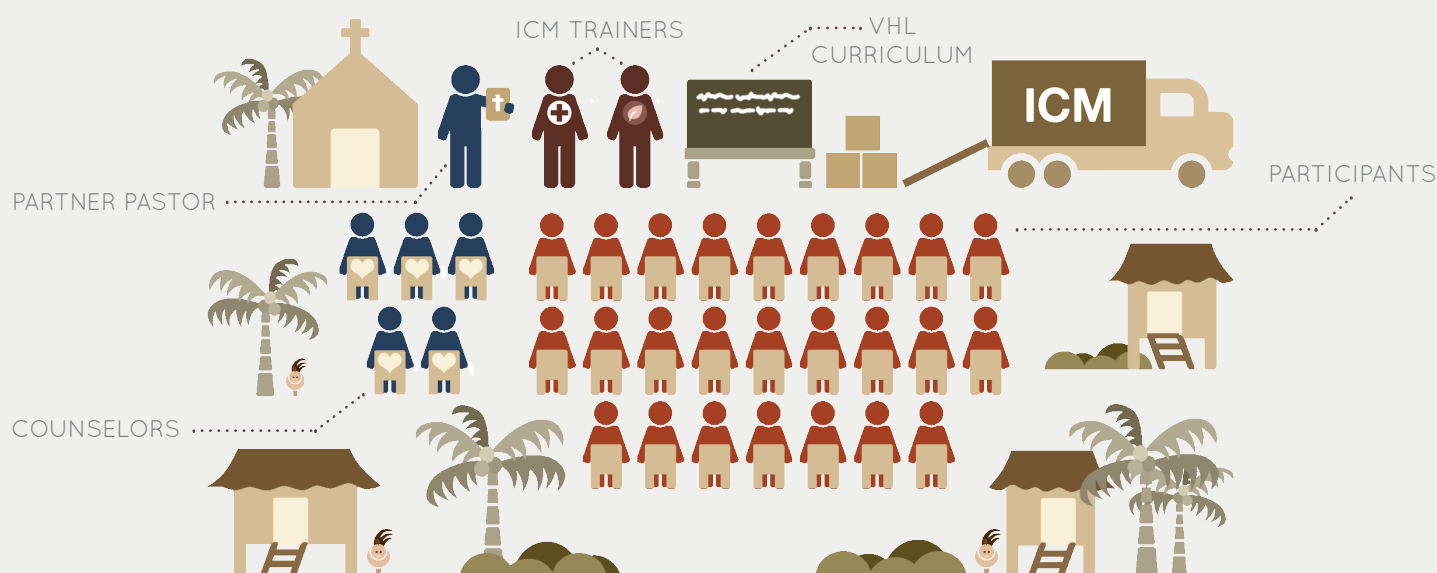 ICM TRAINERS
VHL
CURRICULUM
ICM
PARTICIPANTS
PARTNER PASTOR
COUNSELORS